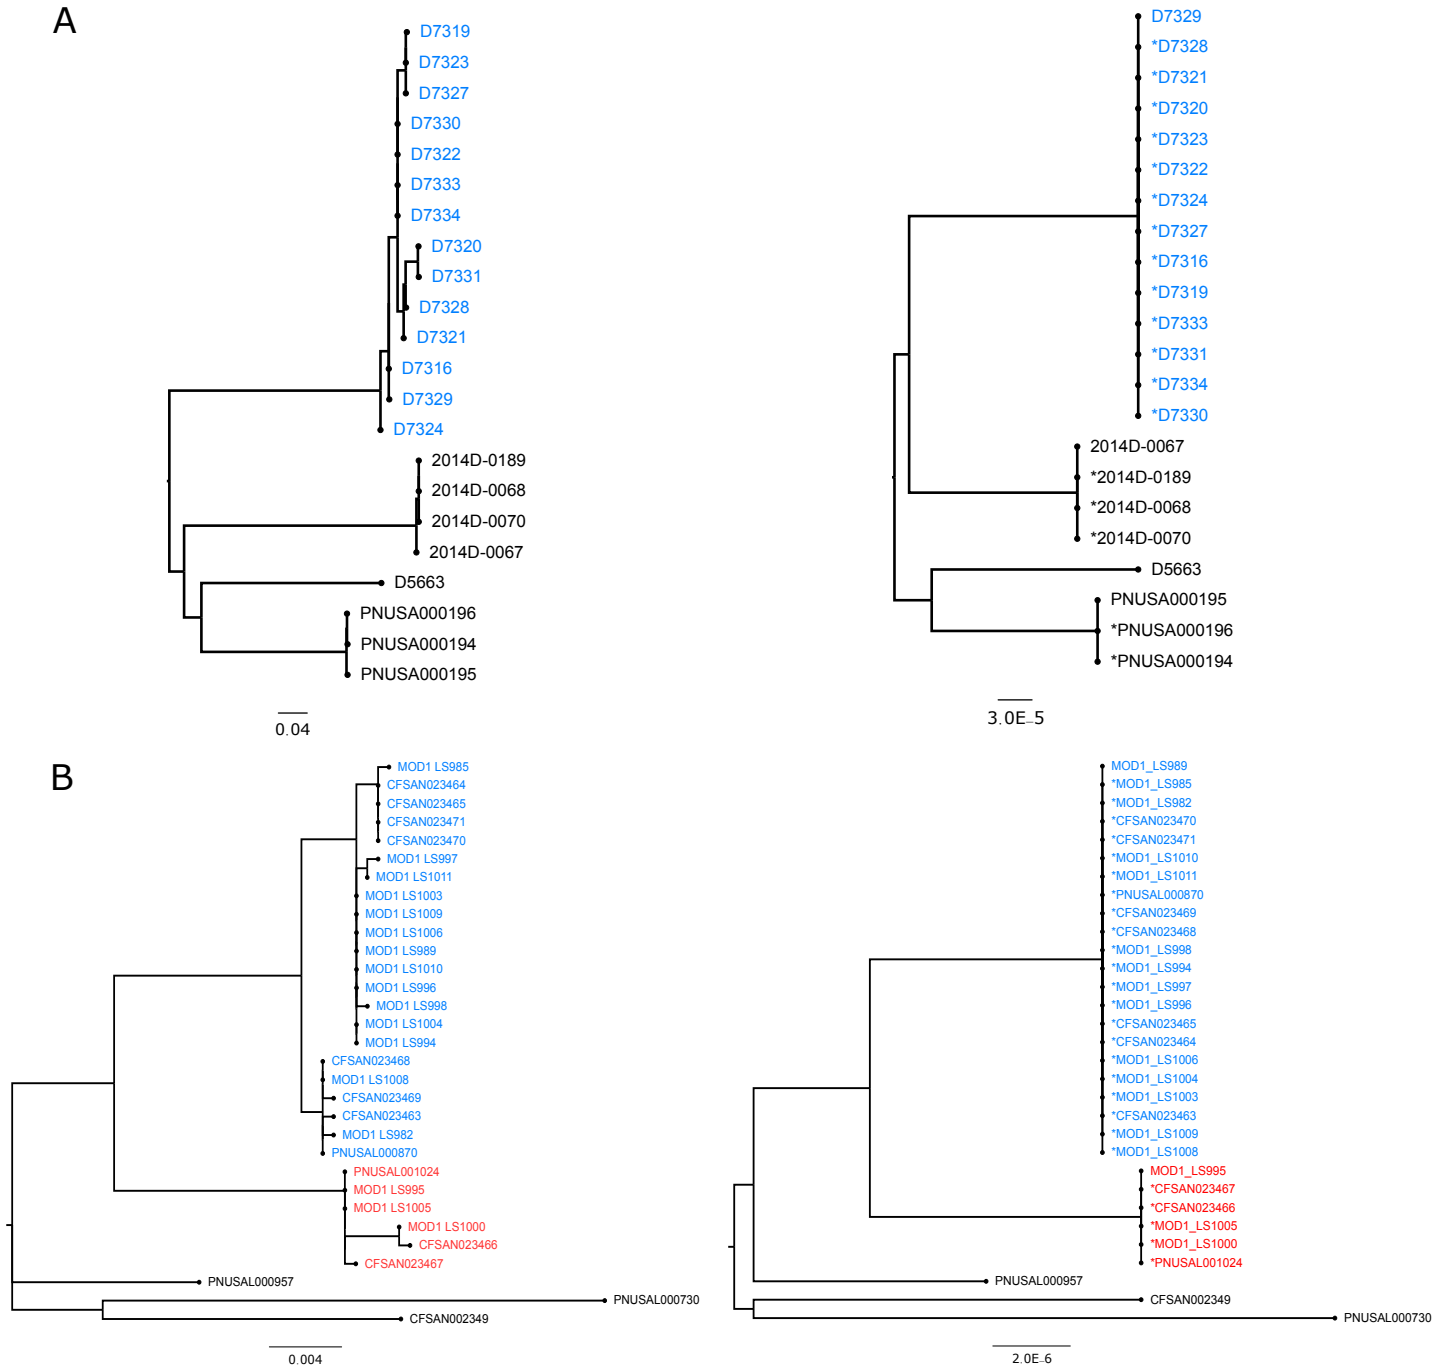 A
D7319
D7323
D7327
D7330
D7322
D7333
D7334
D7320
D7331
D7328
D7321
D7316
D7329
D7324
2014D-0189
2014D-0068
2014D-0070
2014D-0067
D5663
PNUSA000196
PNUSA000194
PNUSA000195
0.04
D7329
*D7328
*D7321
*D7320
*D7323
*D7322
*D7324
*D7327
*D7316
*D7319
*D7333
*D7331
*D7334
*D7330
2014D-0067
*2014D-0189
*2014D-0068
*2014D-0070
D5663
PNUSA000195
*PNUSA000196
*PNUSA000194
3.0E-5
B
MOD1 LS985
CFSAN023464
CFSAN023465
CFSAN023471
CFSAN023470
MOD1 LS997
MOD1 LS1011
MOD1 LS1003
MOD1 LS1009
MOD1 LS1006
MOD1 LS989
MOD1 LS1010
MOD1 LS996
MOD1 LS998
MOD1 LS1004
MOD1 LS994
CFSAN023468
MOD1 LS1008
CFSAN023469
CFSAN023463
MOD1 LS982
PNUSAL000870
PNUSAL001024
MOD1 LS995
MOD1 LS1005
MOD1 LS1000
CFSAN023466
CFSAN023467
PNUSAL000957
PNUSAL000730
CFSAN002349
0.004
MOD1_LS989
*MOD1_LS985
*MOD1_LS982
*CFSAN023470
*CFSAN023471
*MOD1_LS1010
*MOD1_LS1011
*PNUSAL000870
*CFSAN023469
*CFSAN023468
*MOD1_LS998
*MOD1_LS994
*MOD1_LS997
*MOD1_LS996
*CFSAN023465
*CFSAN023464
*MOD1_LS1006
*MOD1_LS1004
*MOD1_LS1003
*CFSAN023463
*MOD1_LS1009
*MOD1_LS1008
MOD1_LS995
*CFSAN023467
*CFSAN023466
*MOD1_LS1005
*MOD1_LS1000
*PNUSAL001024
PNUSAL000957
CFSAN002349
PNUSAL000730
2.0E-6